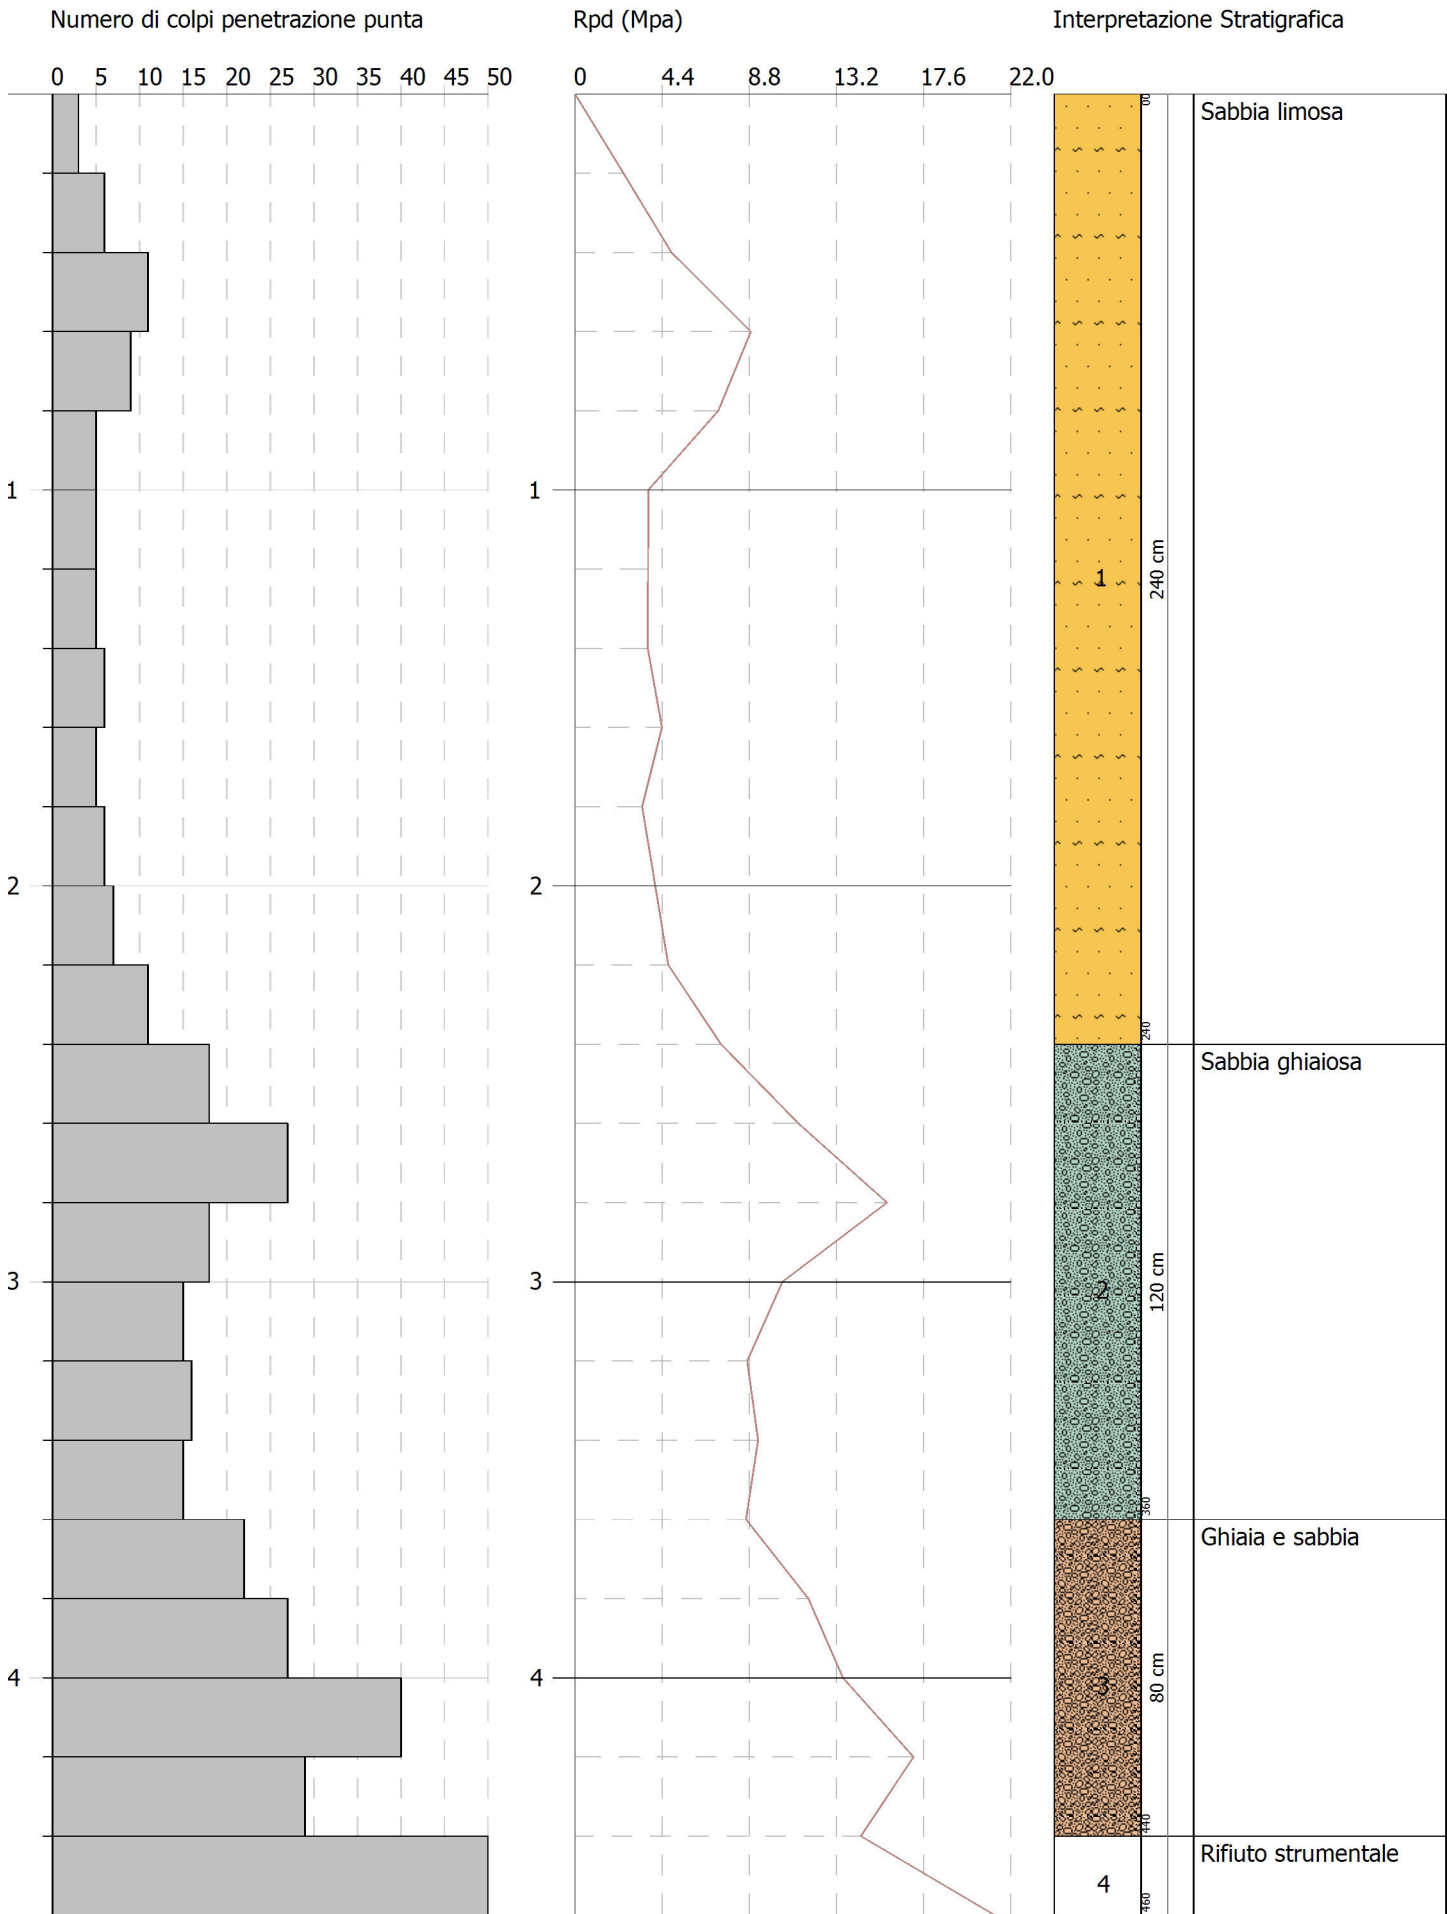 Numero di colpi penetrazione punta Rpd (Mpa) Interpretazione Stratigrafica
0 5 10 15 20 25 30 35 40 45 50 0 4.4 8.8 13.2 17.6 22.0
00
Sabbia limosa
1 1
1
240 cm
2 2
240
Sabbia ghiaiosa
3 3
2
120 cm
360
Ghiaia e sabbia
4 4
3
80 cm
440
Rifiuto strumentale
4
460